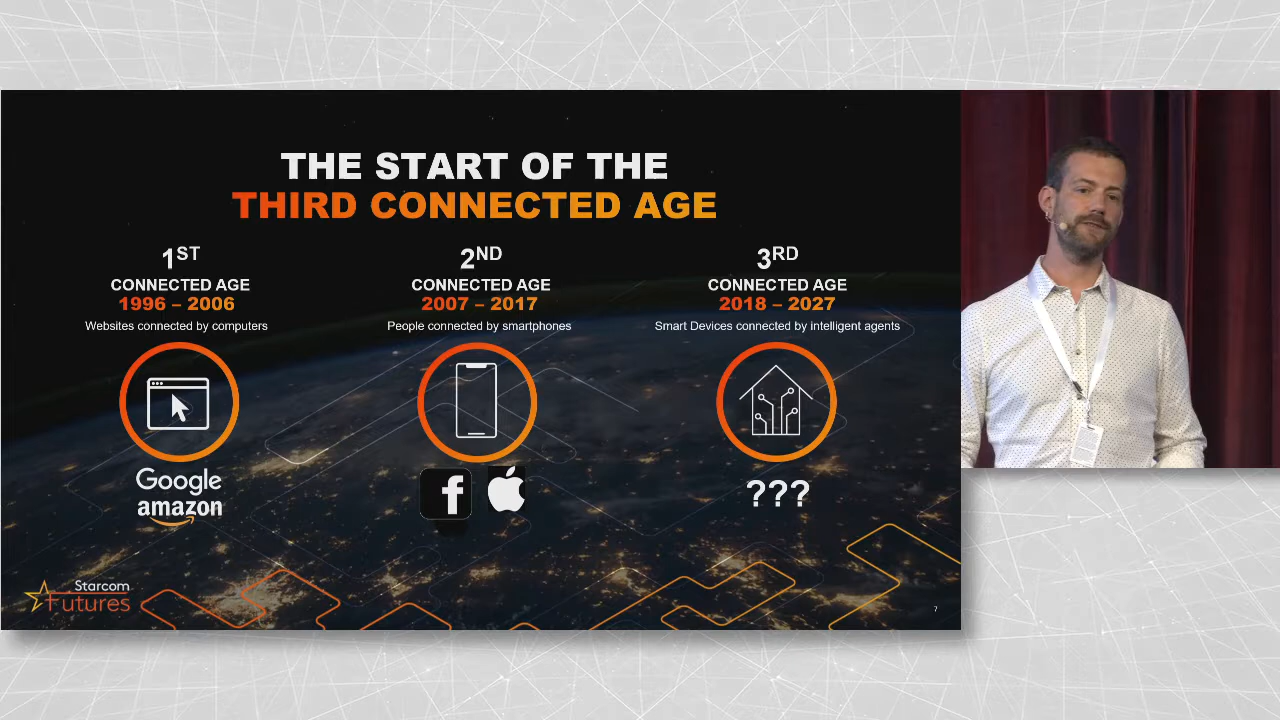 THE START OF THE
THIRD CONNECTED AGE
1ST
CONNECTED AGE
1996 – 2006
Websites connected by computers
Google
amazon
2ND
CONNECTED AGE
2007 – 2017
People connected by smartphones
f
3RD
CONNECTED AGE
2018 – 2027
Smart Devices connected by intelligent agents
???
Starcom
Futures
7